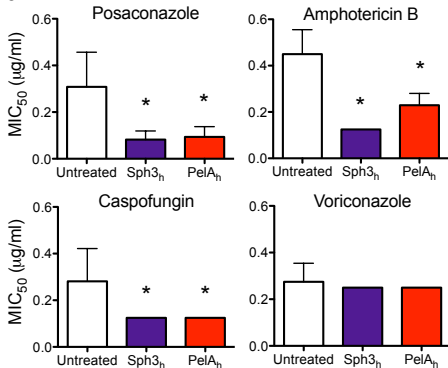 Posaconazole
MIC50 (µg/ml)
0.6
0.4
0.2
0.0
*
*
Untreated Sph3h PelAh
Amphotericin B
0.6
0.4
0.2
0.0
*
*
Untreated Sph3h PelAh
Caspofungin
MIC50 (µg/ml)
0.6
0.4
0.2
0.0
*
*
Untreated Sph3h PelAh
Voriconazole
0.6
0.4
0.2
0.0
Untreated Sph3h PelAh